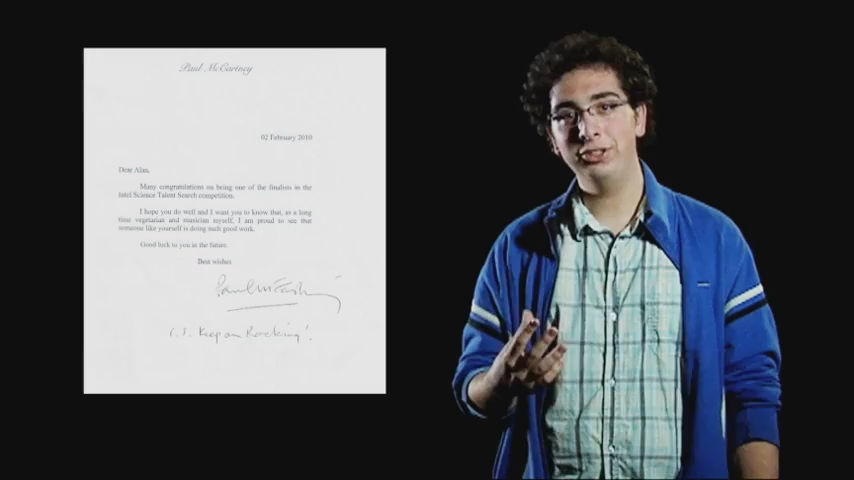 Paul McCartney
02 February 2010
Dear Alan,
Many congratulations on being one of the finalists in the
Intel Science Talent Search competition.
I hope you do well and I want you to know that, as a long
time vegetarian and musician myself, I am proud to see that
someone like yourself is doing such good work.
Good luck to you in the future.
Best wishes
Paul McCartney
P.S. Keep on Rocking!